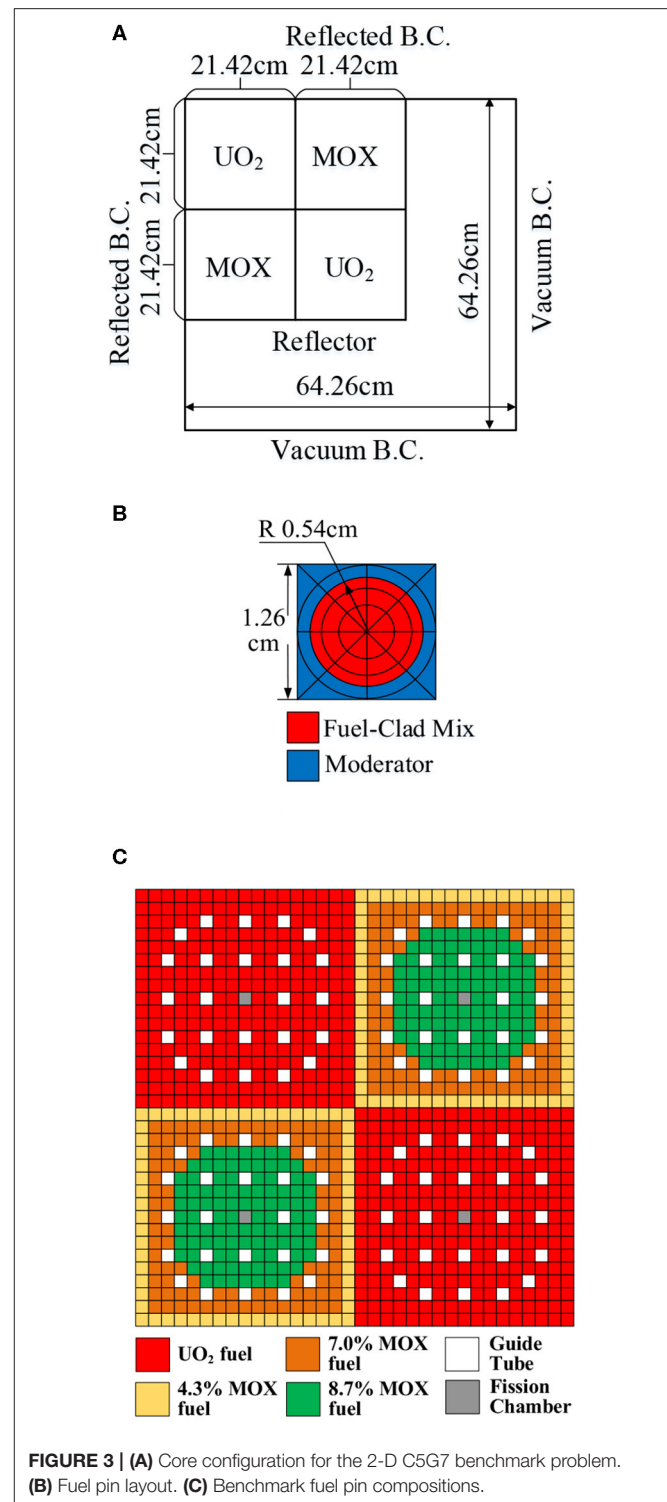 A
Reflected B.C.
21.42cm 21.42cm
21.42cm
UO₂
MOX
Reflected B.C.
21.42cm
MOX
UO₂
64.26cm
Vacuum B.C.
Reflector
64.26cm
Vacuum B.C.
B
R 0.54cm
1.26
cm
Fuel-Clad Mix
Moderator
C
UO₂ fuel
7.0% MOX
fuel
Guide
Tube
4.3% MOX
fuel
8.7% MOX
fuel
Fission
Chamber
FIGURE 3 | (A) Core configuration for the 2-D C5G7 benchmark problem.
(B) Fuel pin layout. (C) Benchmark fuel pin compositions.